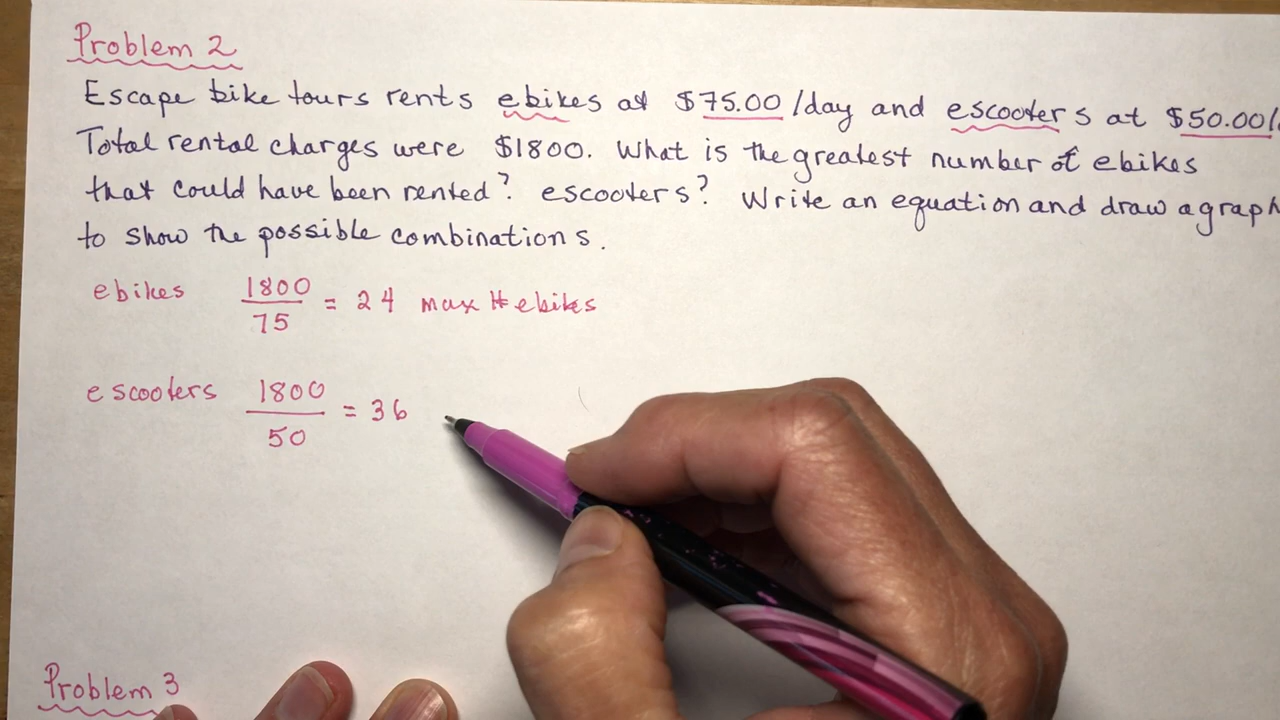 Problem 2
Escape bike tours rents ebikes at $75.00/day and escooters at $50.00/
Total rental charges were $1800. What is the greatest number of ebikes
that could have been rented? escooters? Write an equation and draw a graph
to show the possible combinations.
ebikes 1800/75 = 24 max # ebikes
escooters 1800/50 = 36
Problem 3